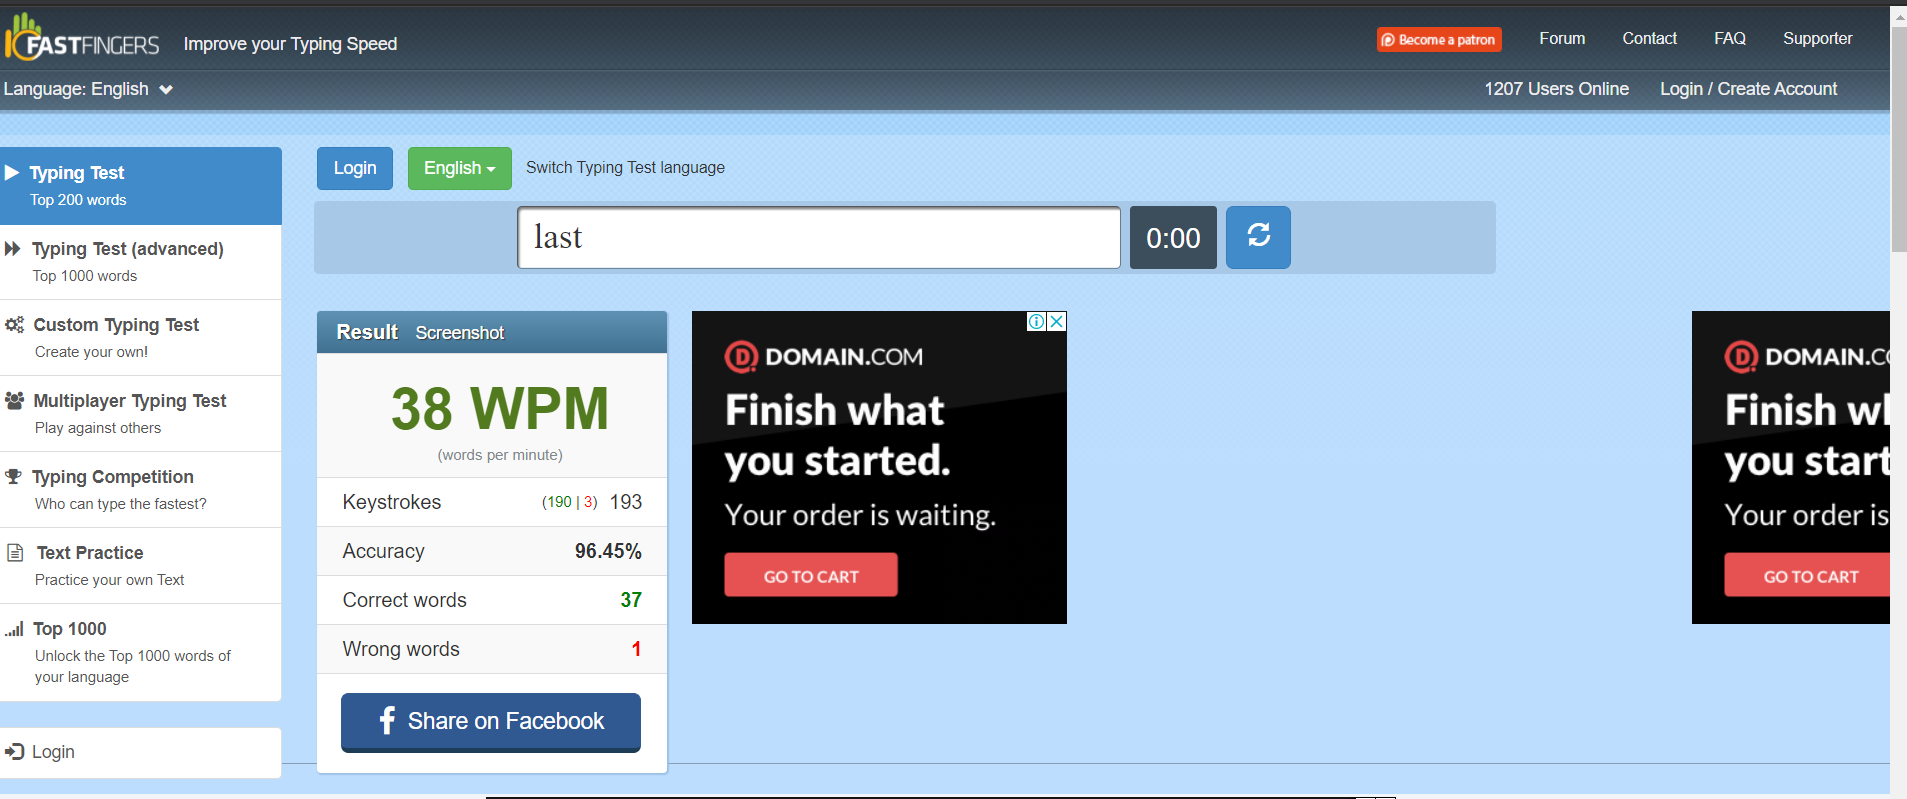 FASTFINGERS Improve your Typing Speed
Become a patron Forum Contact FAQ Supporter
Language: English
1207 Users Online Login / Create Account
Typing Test
Top 200 words
Typing Test (advanced)
Top 1000 words
Custom Typing Test
Create your own!
Multiplayer Typing Test
Play against others
Typing Competition
Who can type the fastest?
Text Practice
Practice your own Text
Top 1000
Unlock the Top 1000 words of
your language
Login
Login English Switch Typing Test language
last 0:00
Result Screenshot
38 WPM
(words per minute)
Keystrokes (190 | 3) 193
Accuracy 96.45%
Correct words 37
Wrong words 1
Share on Facebook
DOMAIN.COM
Finish what
you started.
Your order is waiting.
GO TO CART
DOMAIN.CO
Finish wh
you start
Your order is
GO TO CART